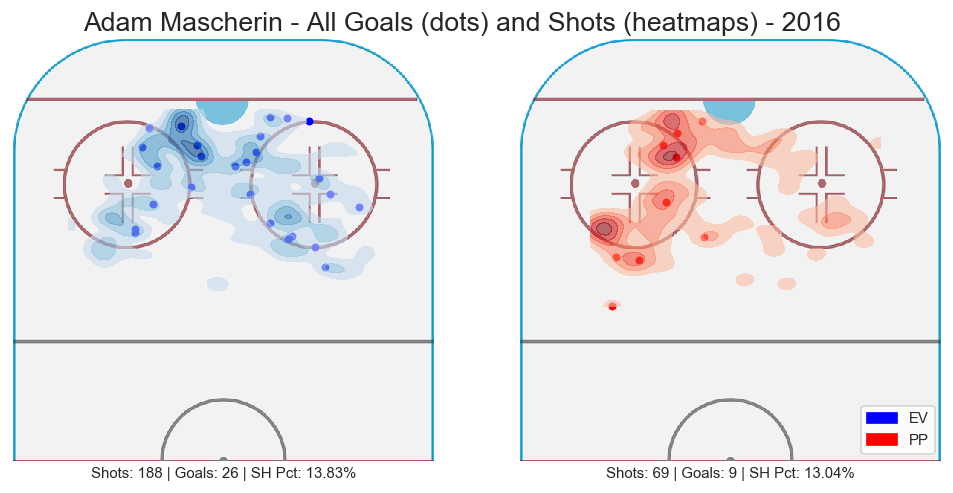 Adam Mascherin - All Goals (dots) and Shots (heatmaps) - 2016
EV
PP
Shots: 188 | Goals: 26 | SH Pct: 13.83%
Shots: 69 | Goals: 9 | SH Pct: 13.04%